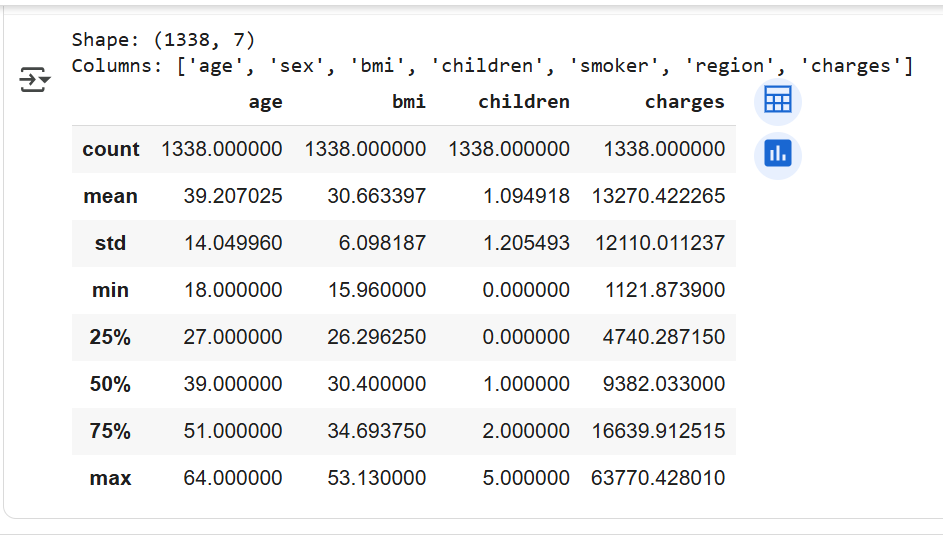 Shape: (1338, 7)
Columns: ['age', 'sex', 'bmi', 'children', 'smoker', 'region', 'charges']
age bmi children charges
count 1338.000000 1338.000000 1338.000000 1338.000000
mean 39.207025 30.663397 1.094918 13270.422265
std 14.049960 6.098187 1.205493 12110.011237
min 18.000000 15.960000 0.000000 1121.873900
25% 27.000000 26.296250 0.000000 4740.287150
50% 39.000000 30.400000 1.000000 9382.033000
75% 51.000000 34.693750 2.000000 16639.912515
max 64.000000 53.130000 5.000000 63770.428010